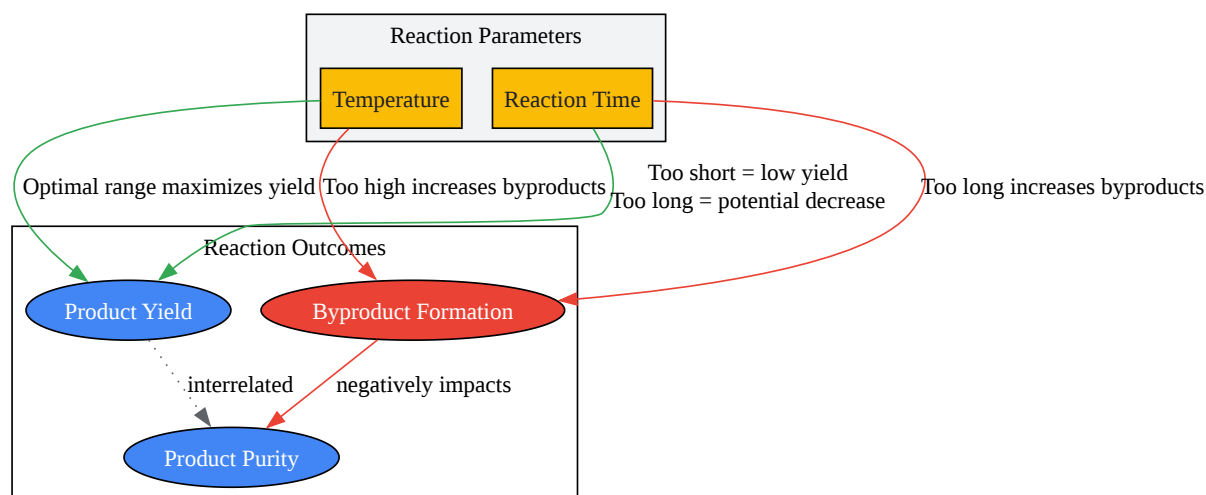 Reaction Parameters
Temperature
Reaction Time
Optimal range maximizes yield
Too high increases byproducts
Too short = low yield
Too long = potential decrease
Too long increases byproducts
Reaction Outcomes
Product Yield
Byproduct Formation
interrelated
negatively impacts
Product Purity